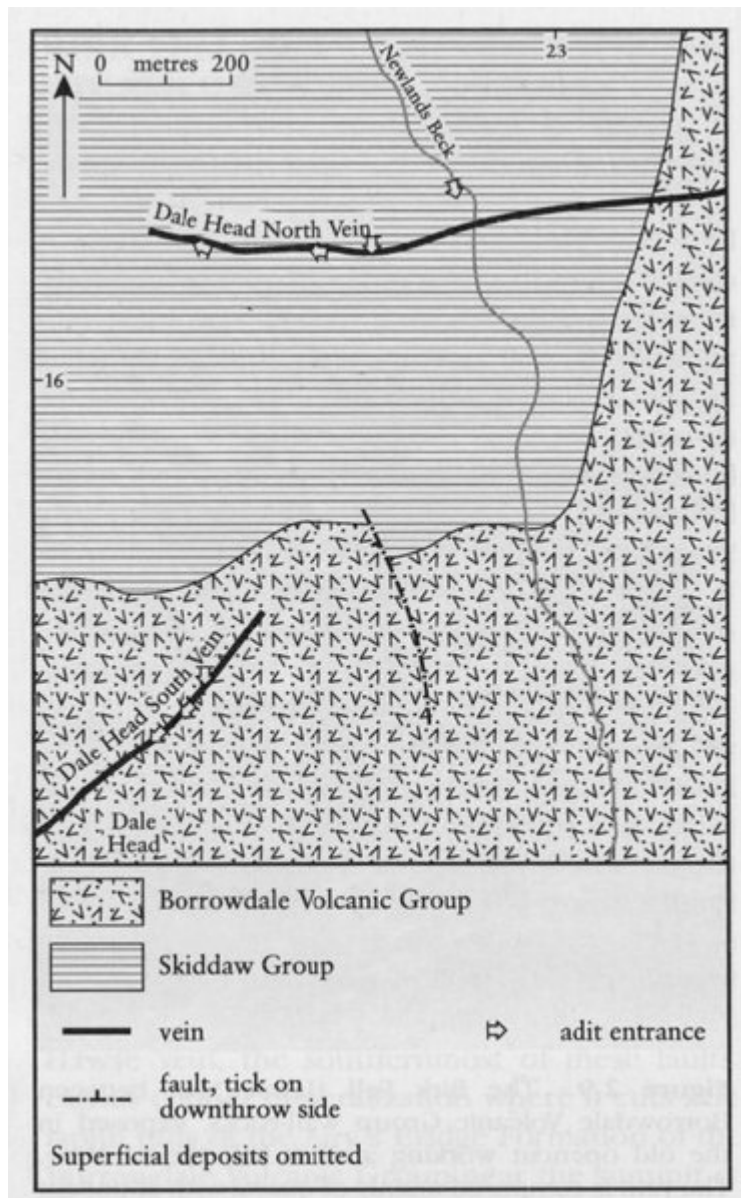 N 0 metres 200
23
Newlands Beck
Dale Head North Vein
16
Dale Head South Vein
Dale
Head
Borrowdale Volcanic Group
Skiddaw Group
vein
adit entrance
fault, tick on
downthrow side
Superficial deposits omitted